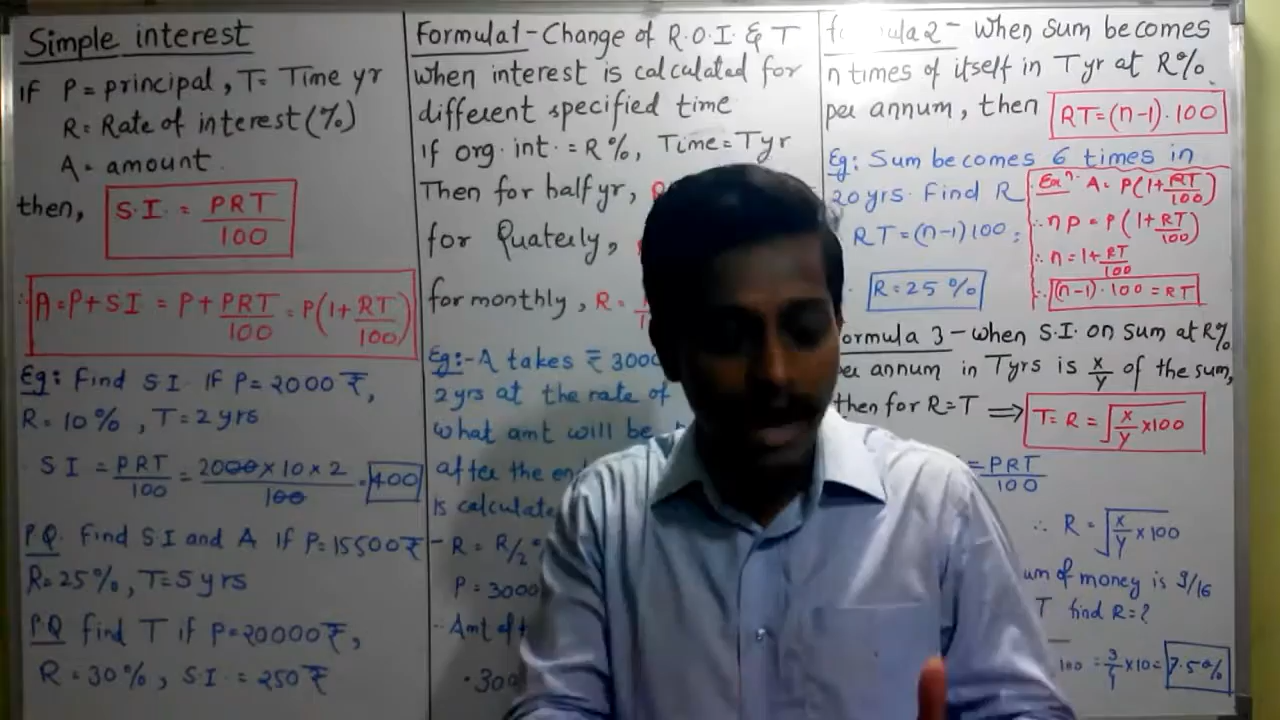 Simple interest
if P = principal, T = Time yr
R = Rate of interest (%)
A = amount
then, S.I. = PRT/100
∴ A = P + SI = P + PRT/100 = P(1+RT/100)
Eg: Find S.I. If P = 2000 ₹,
R = 10%, T = 2 yrs
SI = PRT/100 = 2000 x 10 x 2/100 = 400
P.Q. Find S.I and A if P = 15500 ₹
R = 25%, T = 5 yrs
P.Q find T if P = 20000 ₹,
R = 30%, S.I. = 250 ₹
Formula 1 - Change of R.O.I. & T
when interest is calculated for
different specified time
if org. int. = R%, Time = T yr
Then for half yr,
for Quaterly,
for monthly, R =
Eg:- A takes ₹ 3000
2 yrs at the rate of
what amt will be
after the en
is calculate
- R = R/2
P = 3000
∴ Amt of
300
ula 2 - When sum becomes
n times of itself in T yr at R%
per annum, then RT = (n-1).100
Eg: Sum becomes 6 times in
20 yrs. Find R
RT = (n-1)100
R = 25%
Exⁿ A = P(1+RT/100)
∴ nP = P(1+RT/100)
∴ n = 1+RT/100
∴ (n-1).100 = RT
ormula 3 - when S.I. on sum at R%
per annum in T yrs is x/y of the sum,
then for R = T ⟹ T = R = √(x/y x 100)
= PRT/100
∴ R = √(x/y x 100)
um of money is 9/16
T find R = ?
100 = 3/4 x 10 = 7.5%